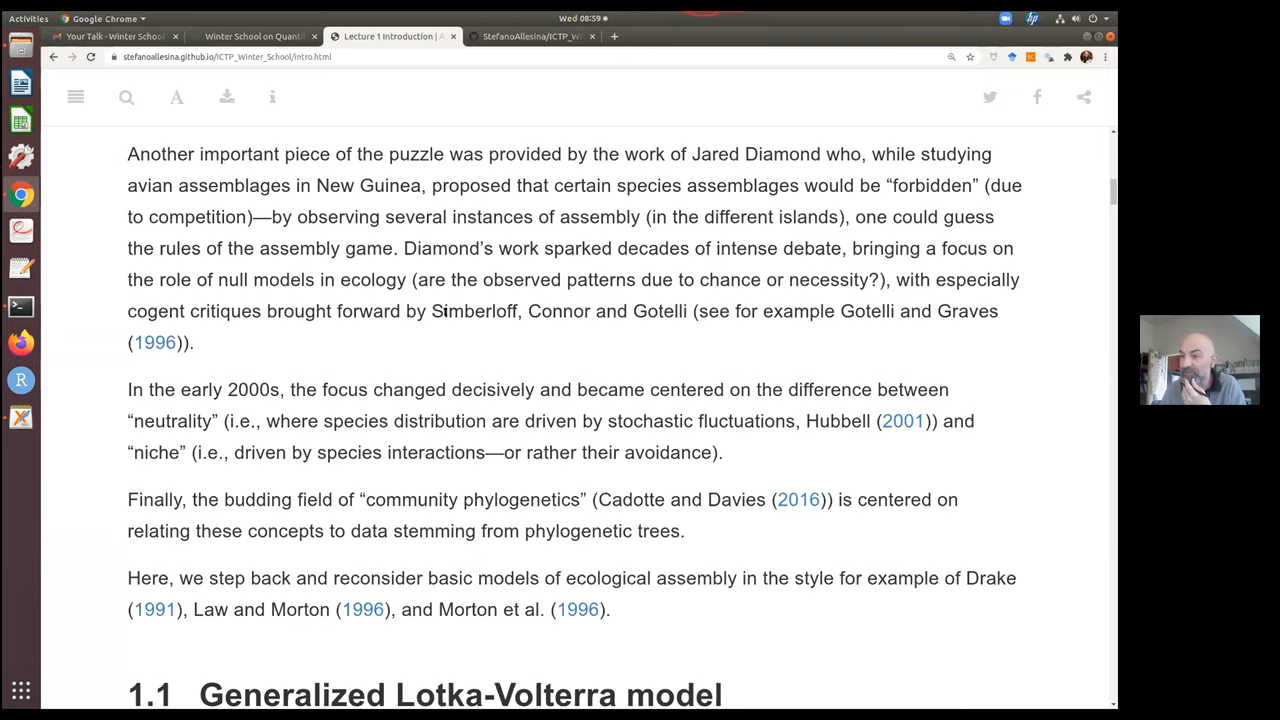 Activities
Google Chrome
Wed 08:59
Your Talk - Winter School
Winter School on Quanti
Lecture 1 Introduction | A
StefanoAllesina/ICTP_Wi
stefanoallesina.github.io/ICTP_Winter_School/intro.html
Another important piece of the puzzle was provided by the work of Jared Diamond who, while studying
avian assemblages in New Guinea, proposed that certain species assemblages would be “forbidden” (due
to competition)—by observing several instances of assembly (in the different islands), one could guess
the rules of the assembly game. Diamond’s work sparked decades of intense debate, bringing a focus on
the role of null models in ecology (are the observed patterns due to chance or necessity?), with especially
cogent critiques brought forward by Simberloff, Connor and Gotelli (see for example Gotelli and Graves
(1996)).
In the early 2000s, the focus changed decisively and became centered on the difference between
“neutrality” (i.e., where species distribution are driven by stochastic fluctuations, Hubbell (2001)) and
“niche” (i.e., driven by species interactions—or rather their avoidance).
Finally, the budding field of “community phylogenetics” (Cadotte and Davies (2016)) is centered on
relating these concepts to data stemming from phylogenetic trees.
Here, we step back and reconsider basic models of ecological assembly in the style for example of Drake
(1991), Law and Morton (1996), and Morton et al. (1996).
1.1 Generalized Lotka-Volterra model